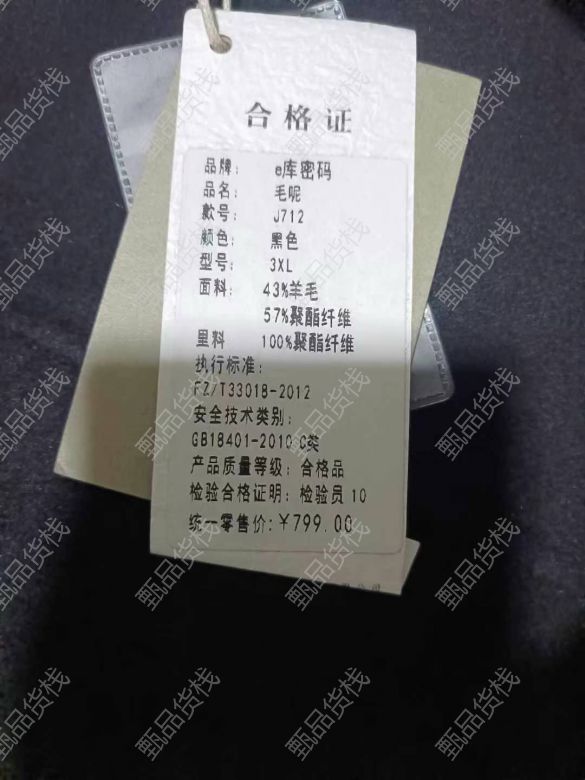 合格证
品牌: e库密码
品名: 毛呢
款号: J712
颜色: 黑色
型号: 3XL
面料: 43%羊毛
57%聚酯纤维
里料 100%聚酯纤维
执行标准:
FZ/T33018-2012
安全技术类别:
GB18401-2010 C类
产品质量等级: 合格品
检验合格证明: 检验员10
统一零售价:￥799.00
甄品货栈